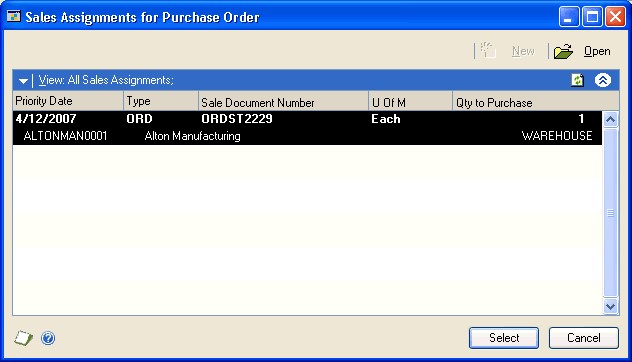 Sales Assignments for Purchase Order
New Open
View: All Sales Assignments;
Priority Date Type Sale Document Number U Of M Qty to Purchase
4/12/2007 ORD ORDST2229 Each 1
ALTONMAN0001 Alton Manufacturing WAREHOUSE
Select Cancel